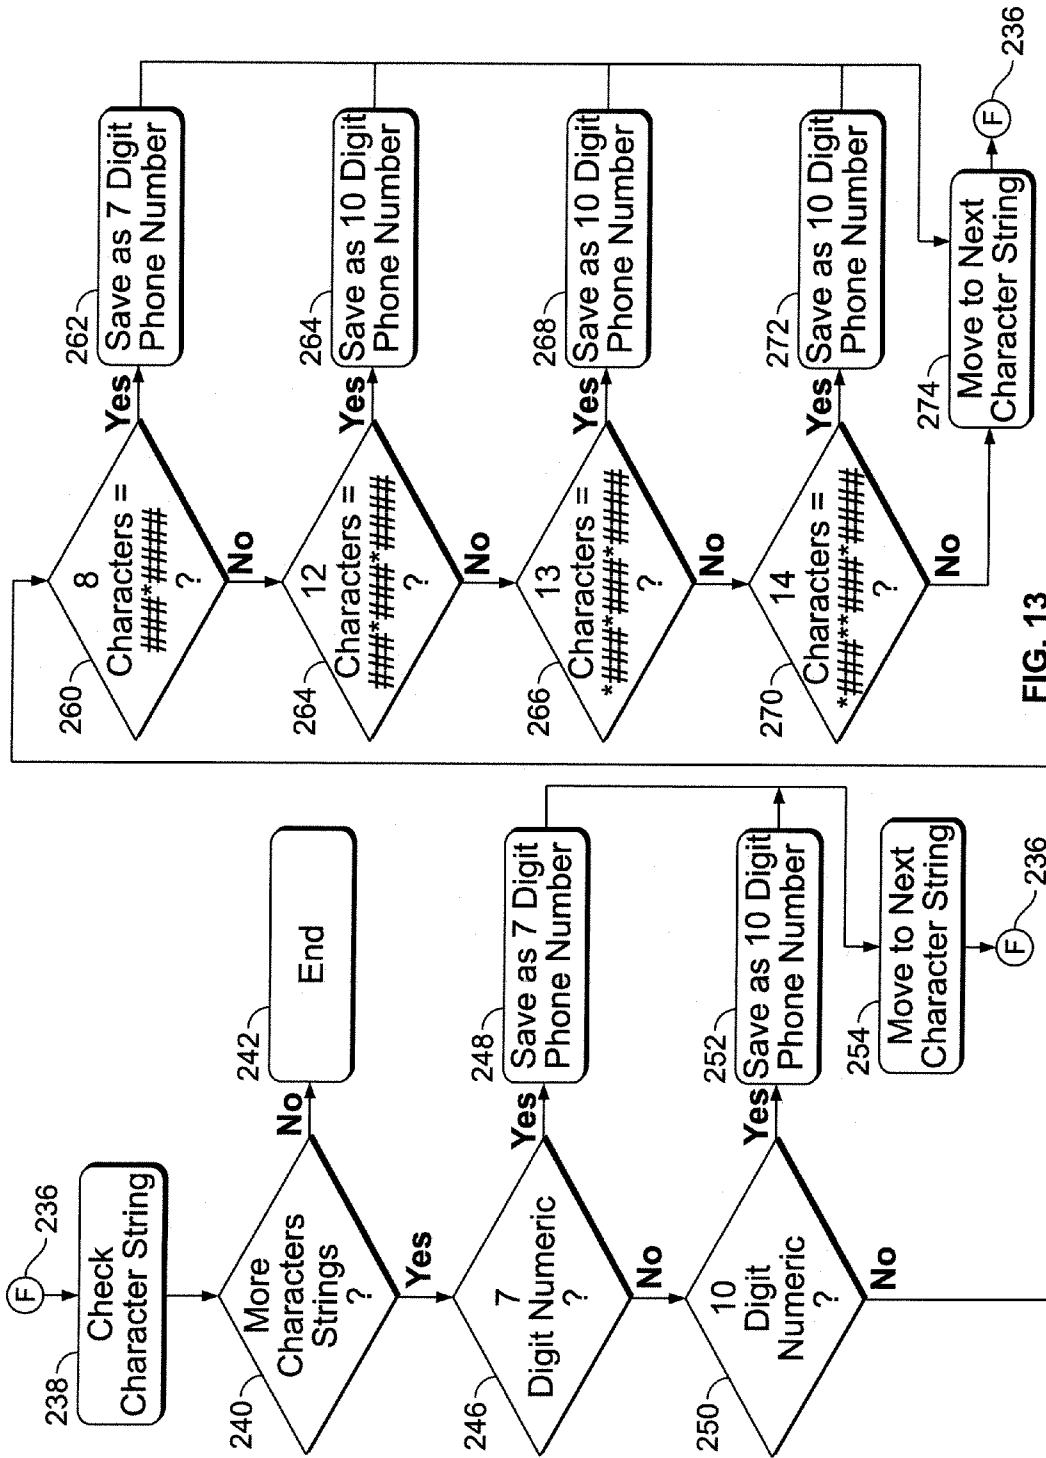 F
236
238
Check
Character String
240
More
Characters
Strings
?
No
242
End
Yes
246
7
Digit Numeric
?
Yes
248
Save as 7 Digit
Phone Number
No
250
10
Digit
Numeric
?
Yes
252
Save as 10 Digit
Phone Number
No
254
Move to Next
Character String
F
236
260
8
Characters =
###*####
?
Yes
262
Save as 7 Digit
Phone Number
No
264
12
Characters =
###*###*####
?
Yes
264
Save as 10 Digit
Phone Number
No
266
13
Characters =
*###*###*####
?
Yes
268
Save as 10 Digit
Phone Number
No
270
14
Characters =
*###**###*####
?
Yes
272
Save as 10 Digit
Phone Number
No
274
Move to Next
Character String
F
236
FIG. 13